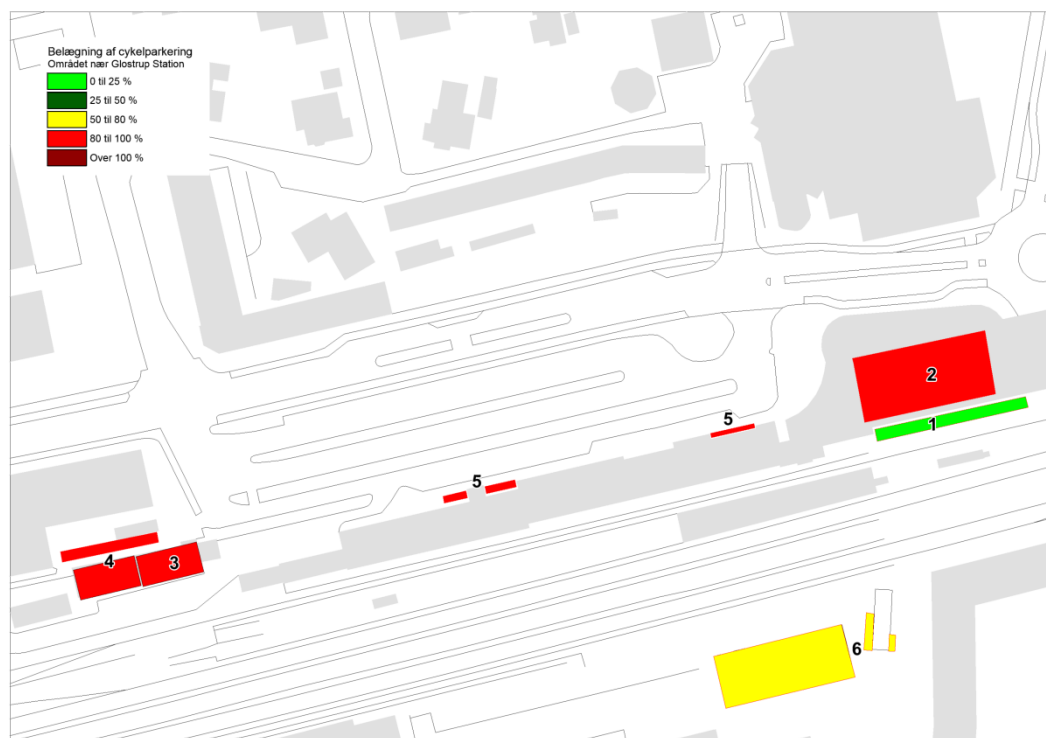 Belægning af cykelparkering
Området nær Glostrup Station
0 til 25 %
25 til 50 %
50 til 80 %
80 til 100 %
Over 100 %
2
1
5
5
4
3
6